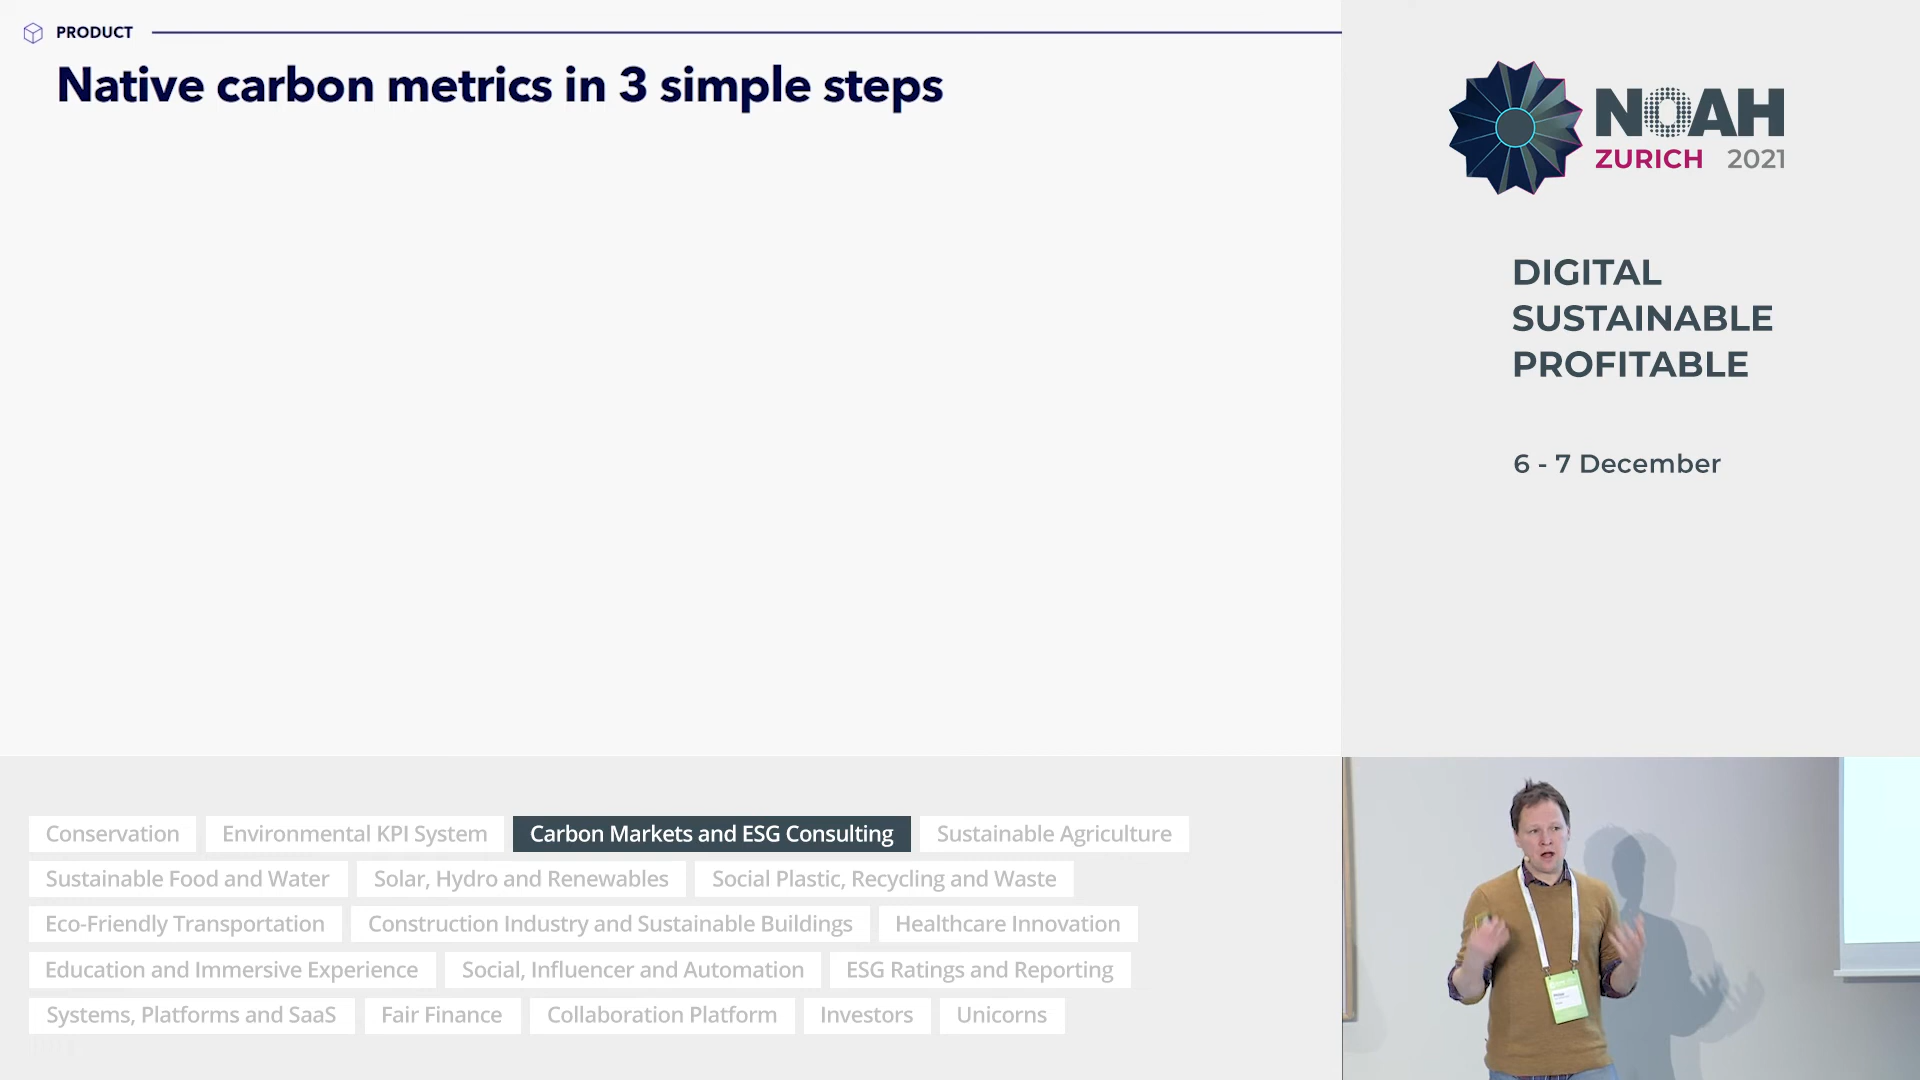 PRODUCT
Native carbon metrics in 3 simple steps
NOAH
ZURICH 2021
DIGITAL
SUSTAINABLE
PROFITABLE
6 - 7 December
Conservation Environmental KPI System Carbon Markets and ESG Consulting Sustainable Agriculture
Sustainable Food and Water Solar, Hydro and Renewables Social Plastic, Recycling and Waste
Eco-Friendly Transportation Construction Industry and Sustainable Buildings Healthcare Innovation
Education and Immersive Experience Social, Influencer and Automation ESG Ratings and Reporting
Systems, Platforms and SaaS Fair Finance Collaboration Platform Investors Unicorns